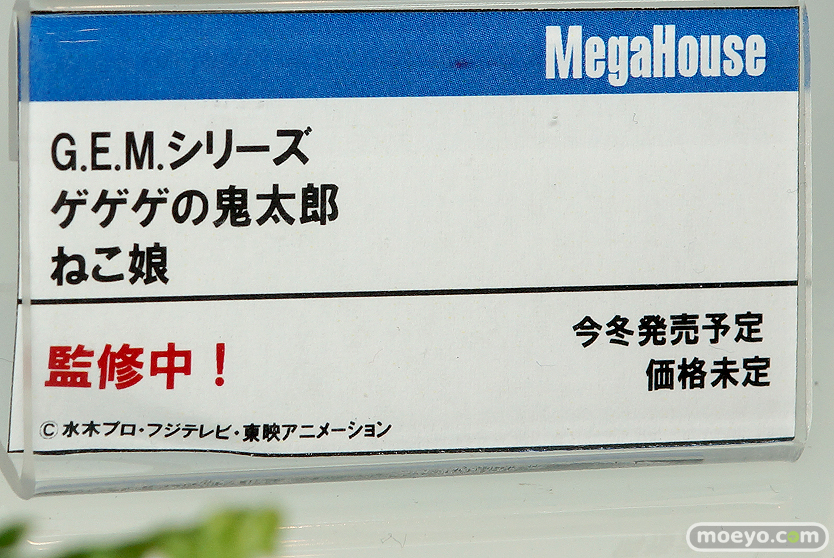 MegaHouse
G.E.M.シリーズ
ゲゲゲの鬼太郎
ねこ娘
監修中！
今冬発売予定
価格未定
©水木プロ・フジテレビ・東映アニメーション
moeyo.com